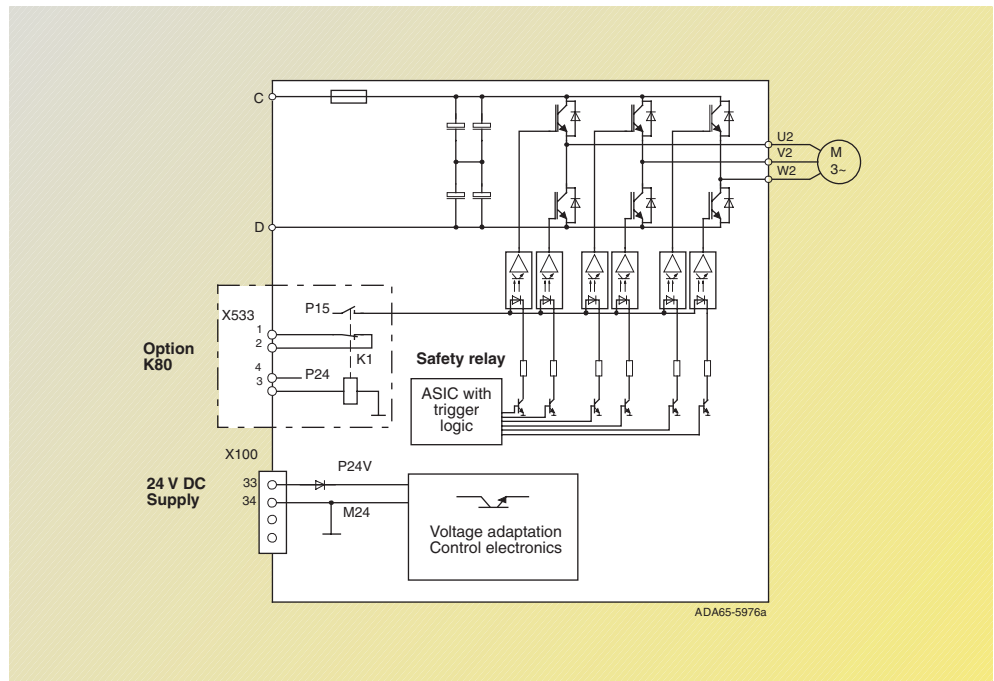 C
U2
V2
W2
M
3~
D
P15
X533
1
2
K1
Option
K80
4
3
P24
Safety relay
ASIC with
trigger
logic
X100
24 V DC
Supply
33
34
P24V
M24
Voltage adaptation
Control electronics
ADA65-5976a